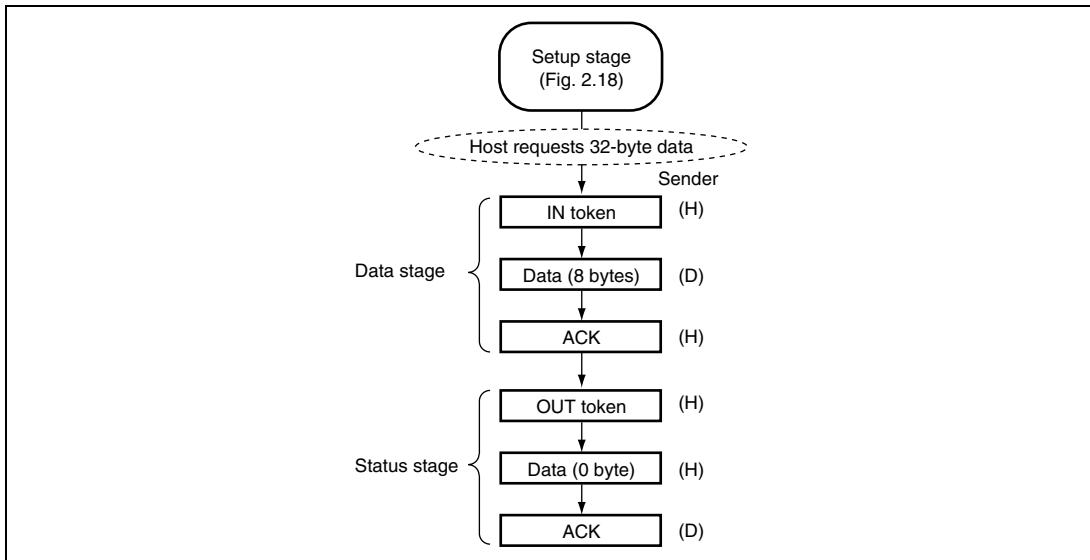 Setup stage
(Fig. 2.18)
Host requests 32-byte data
Sender
IN token
(H)
Data stage
Data (8 bytes)
(D)
ACK
(H)
OUT token
(H)
Status stage
Data (0 byte)
(H)
ACK
(D)